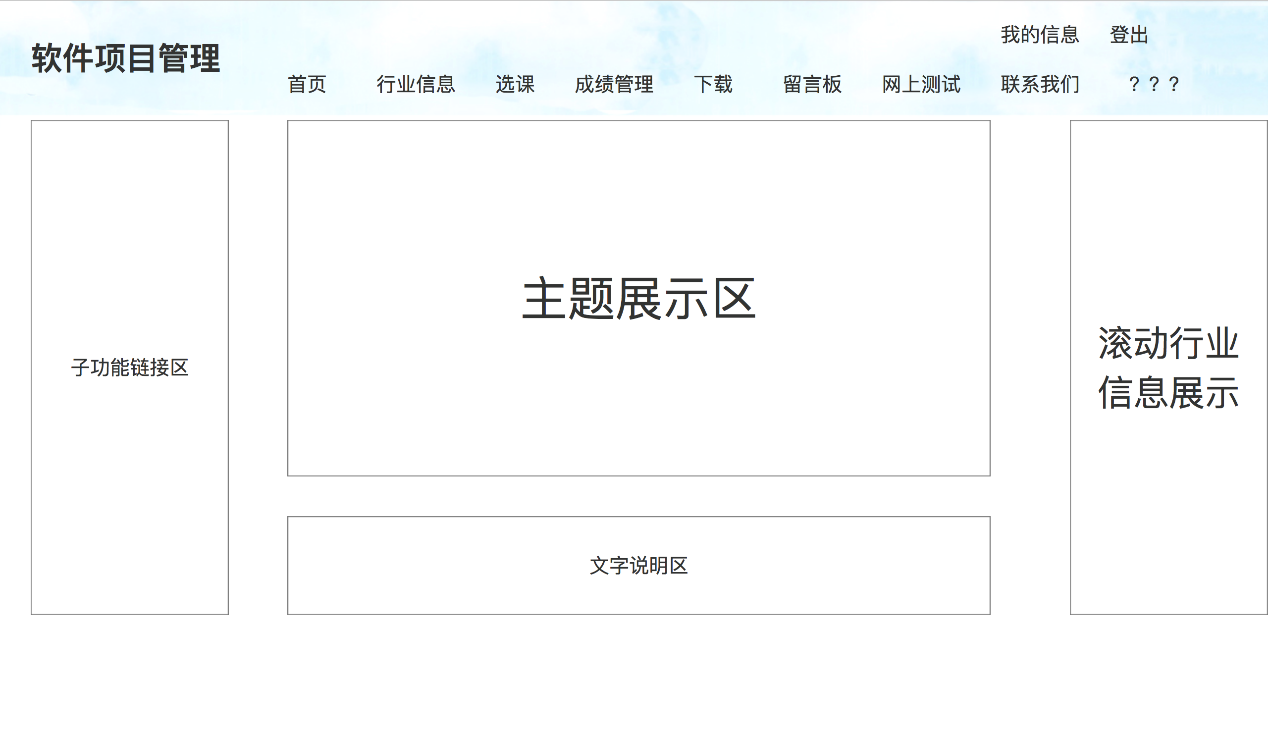 我的信息 登出
软件项目管理
首页 行业信息 选课 成绩管理 下载 留言板 网上测试 联系我们 ？？？
子功能链接区
主题展示区
文字说明区
滚动行业
信息展示